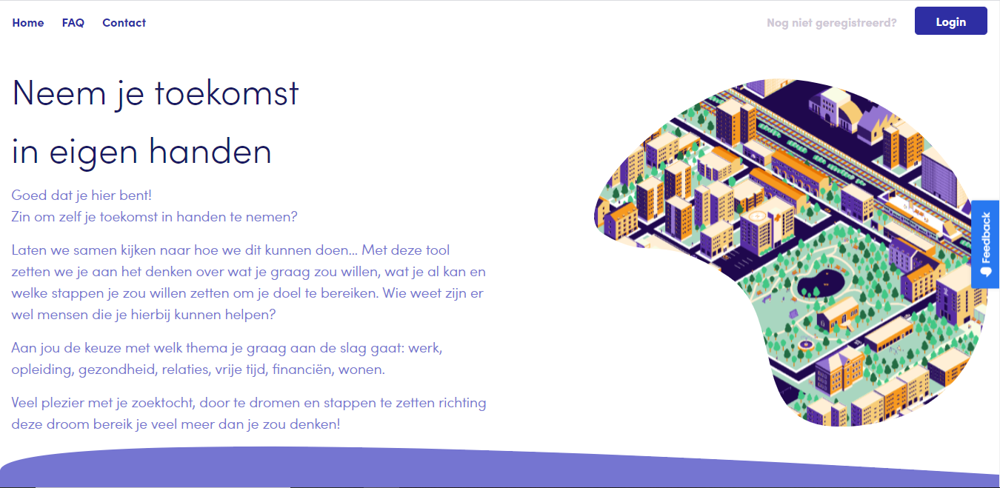 Home FAQ Contact Nog niet geregistreerd? Login
Neem je toekomst
in eigen handen
Goed dat je hier bent!
Zin om zelf je toekomst in handen te nemen?
Laten we samen kijken naar hoe we dit kunnen doen... Met deze tool
zetten we je aan het denken over wat je graag zou willen, wat je al kan en
welke stappen je zou willen zetten om je doel te bereiken. Wie weet zijn er
wel mensen die je hierbij kunnen helpen?
Aan jou de keuze met welk thema je graag aan de slag gaat: werk,
opleiding, gezondheid, relaties, vrije tijd, financiën, wonen.
Veel plezier met je zoektocht, door te dromen en stappen te zetten richting
deze droom bereik je veel meer dan je zou denken!
Feedback